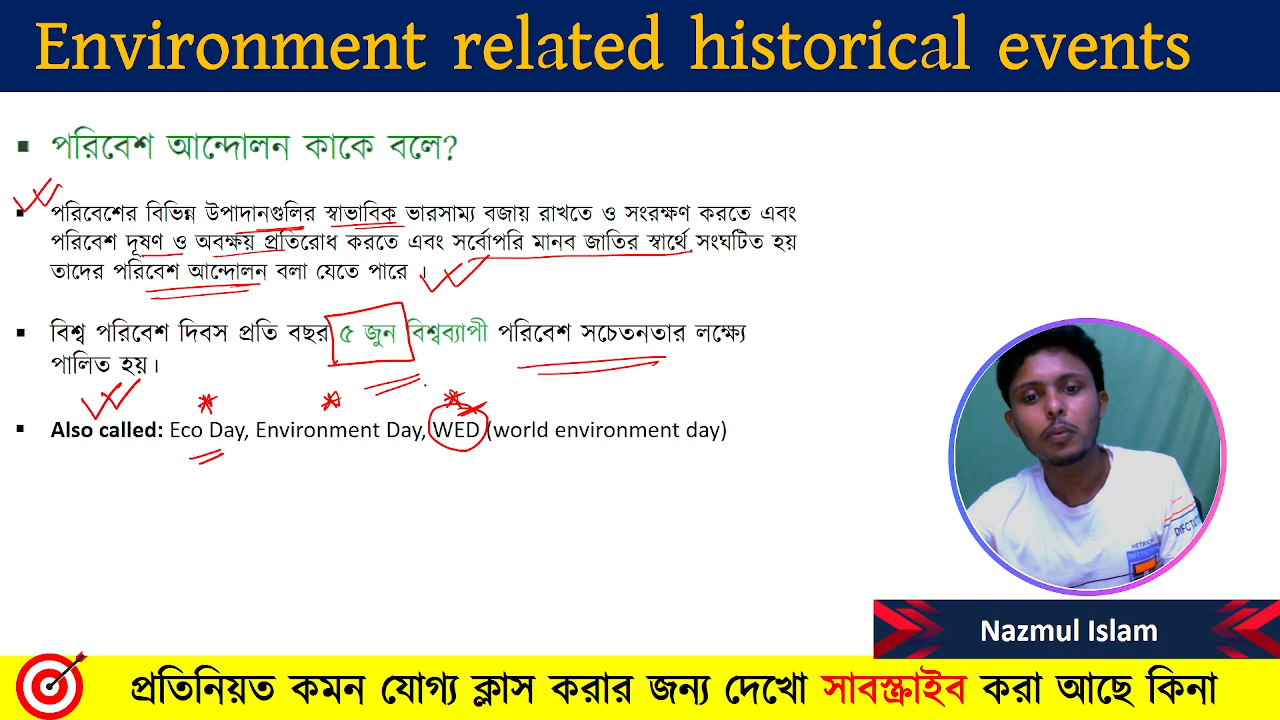 Environment related historical events
পরিবেশ আন্দোলন কাকে বলে?
পরিবেশের বিভিন্ন উপাদানগুলির স্বাভাবিক ভারসাম্য বজায় রাখতে ও সংরক্ষণ করতে এবং
পরিবেশ দূষণ ও অবক্ষয় প্রতিরোধ করতে এবং সর্বোপরি মানব জাতির স্বার্থে সংঘটিত হয়
তাদের পরিবেশ আন্দোলন বলা যেতে পারে ।
বিশ্ব পরিবেশ দিবস প্রতি বছর ৫ জুন বিশ্বব্যাপী পরিবেশ সচেতনতার লক্ষ্যে
পালিত হয়।
Also called: Eco Day, Environment Day, WED (world environment day)
Nazmul Islam
প্রতিনিয়ত কমন যোগ্য ক্লাস করার জন্য দেখো সাবস্ক্রাইব করা আছে কিনা